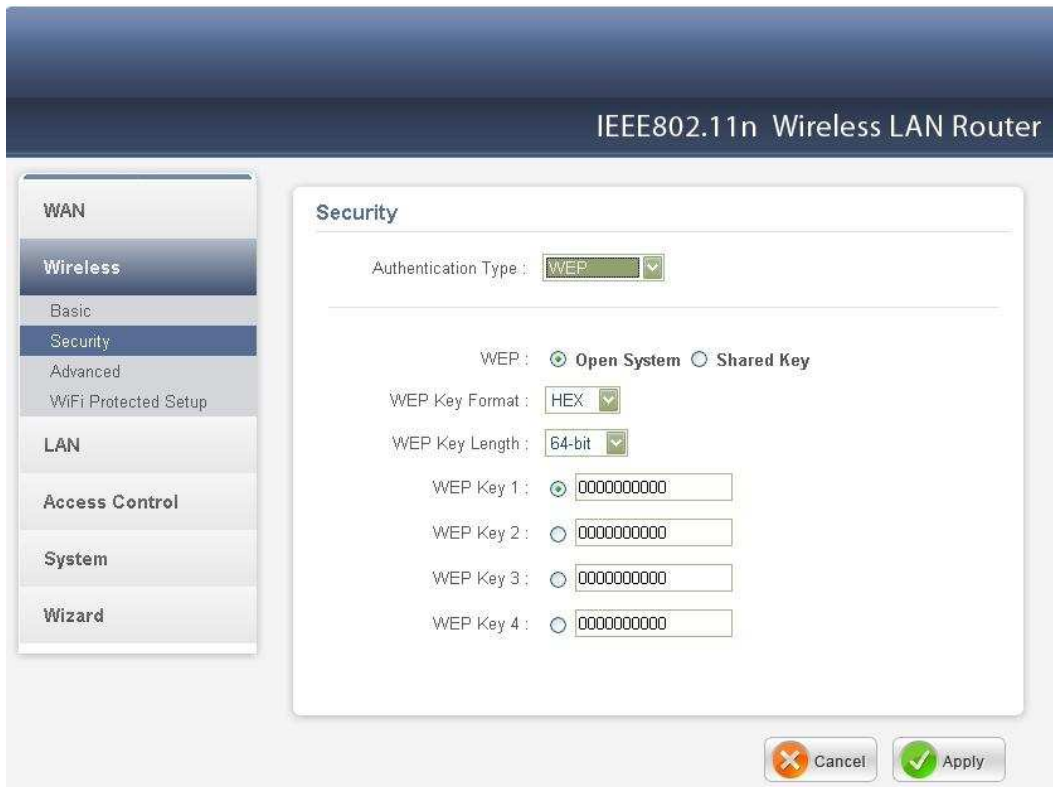 IEEE802.11n Wireless LAN Router
WAN
Wireless
Basic
Security
Advanced
WiFi Protected Setup
LAN
Access Control
System
Wizard
Security
Authentication Type : WEP
WEP : Open System Shared Key
WEP Key Format : HEX
WEP Key Length : 64-bit
WEP Key 1 : 0000000000
WEP Key 2 : 0000000000
WEP Key 3 : 0000000000
WEP Key 4 : 0000000000
Cancel Apply